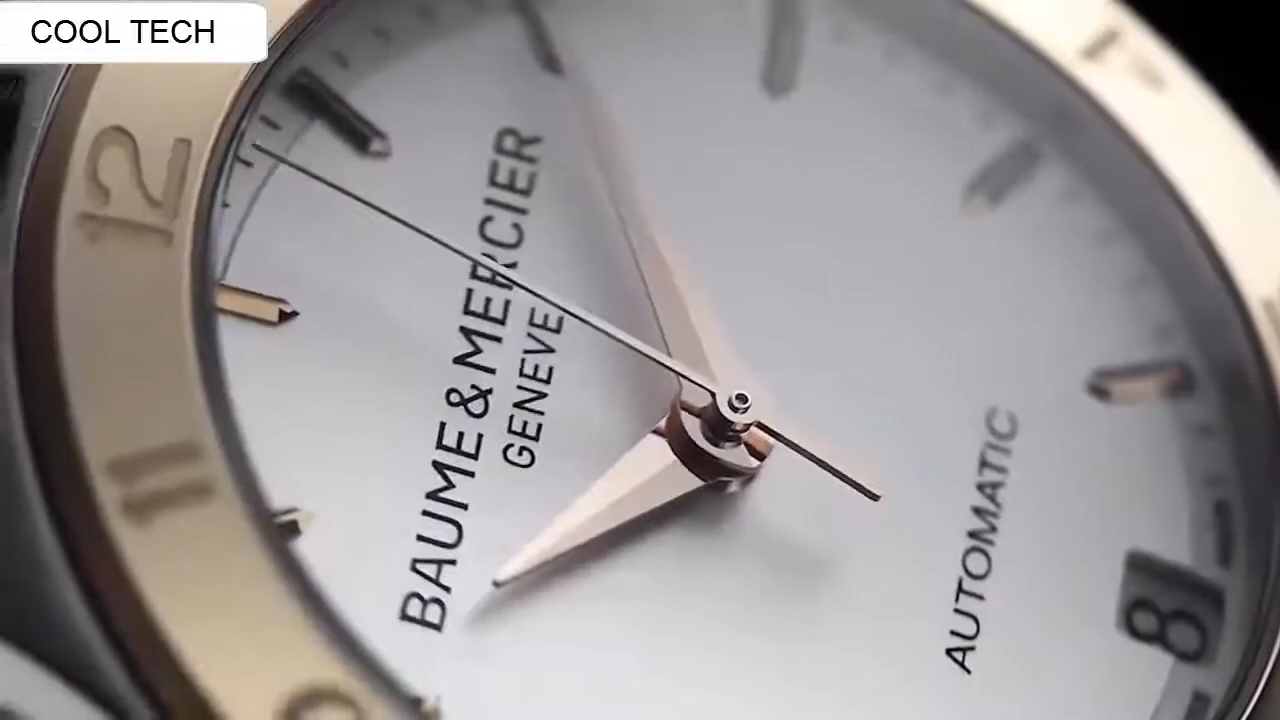 COOL TECH
BAUME & MERCIER
GENEVE
AUTOMATIC
8
12
11